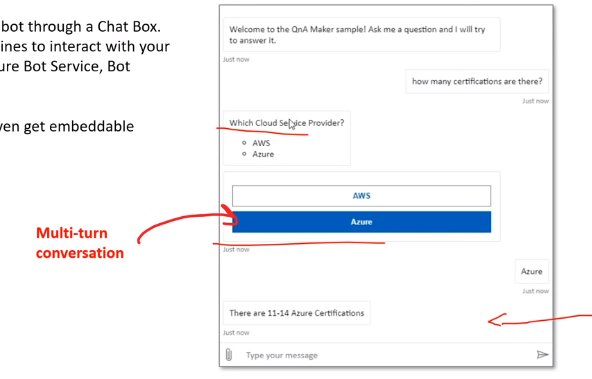 bot through a Chat Box.
ines to interact with your
ure Bot Service, Bot
ven get embeddable
Multi-turn
conversation
Welcome to the QnA Maker sample! Ask me a question and I will try
to answer it.
Just now
how many certifications are there?
Just now
Which Cloud Service Provider?
AWS
Azure
AWS
Azure
Just now
Azure
Just now
There are 11-14 Azure Certifications
Just now
Type your message